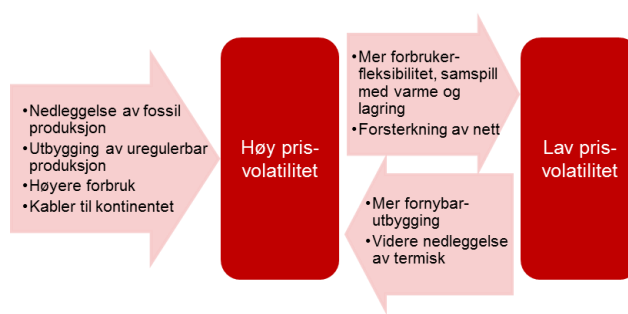 •Nedleggelse av fossil
produksjon
•Utbygging av uregulerbar
produksjon
•Høyere forbruk
•Kabler til kontinentet
Høy pris-
volatilitet
•Mer forbruker-
fleksibilitet, samspill
med varme og
lagring
•Forsterkning av nett
•Mer fornybar-
utbygging
•Videre nedleggelse
av termisk
Lav pris-
volatilitet